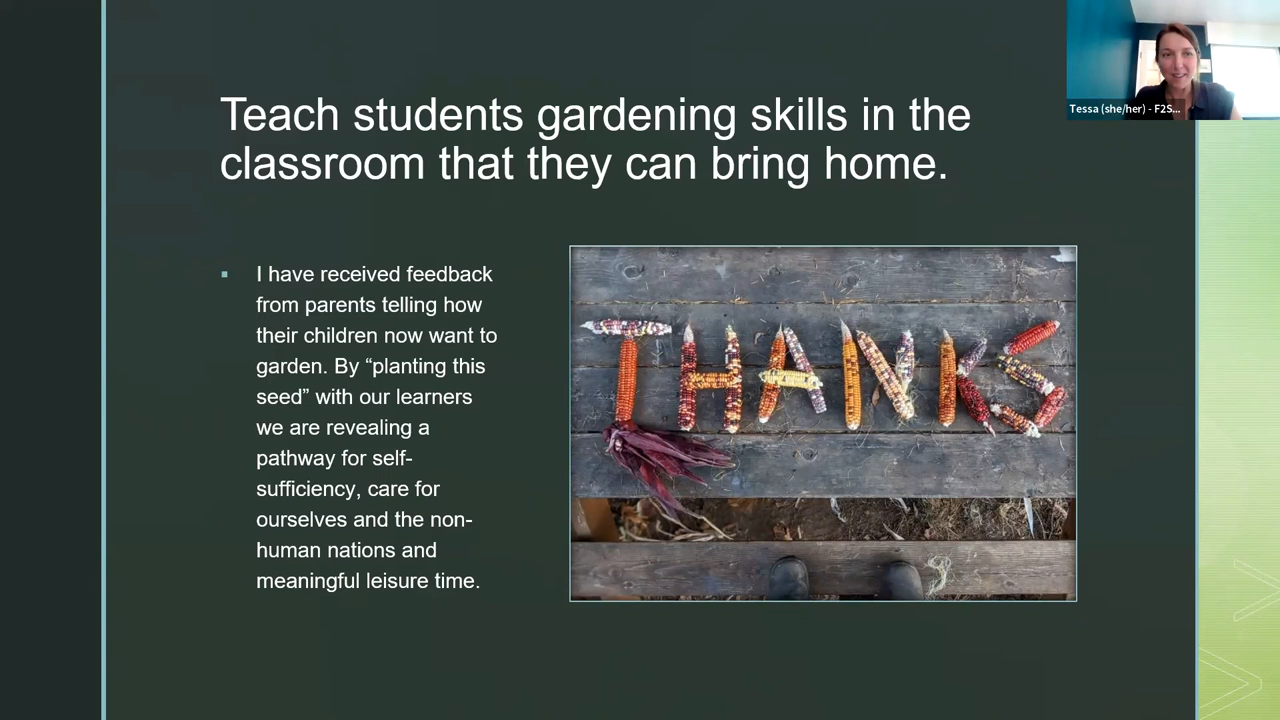 Teach students gardening skills in the
classroom that they can bring home.
Tessa (she/her) - F2S...
▪ I have received feedback
from parents telling how
their children now want to
garden. By “planting this
seed” with our learners
we are revealing a
pathway for self-
sufficiency, care for
ourselves and the non-
human nations and
meaningful leisure time.
THANKS